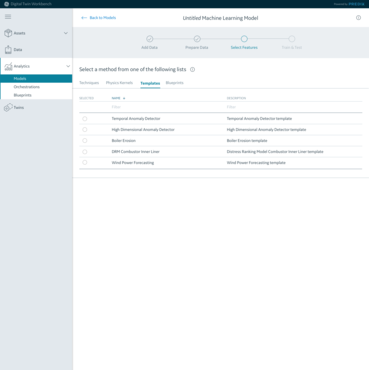 Digital Twin Workbench
Powered by PREDIX
Back to Models
Untitled Machine Learning Model
Assets
Data
Analytics
Models
Orchestrations
Blueprints
Tasks
Add Data
Prepare Data
Select Features
Select a method from one of the following lists
Techniques
Physics Kernels
Templates
Blueprints
SELECTED
NAME
DESCRIPTION
Filter
Filter
Temporal Anomaly Detector
Temporal Anomaly Detector template
High Dimensional Anomaly Detector
High Dimensional Anomaly Detector template
Boiler Erosion
Boiler Erosion template
DRM Combustor Inner Liner
Distress Ranking Model Combustor Inner Liner template
Wind Power Forecasting
Wind Power Forecasting template